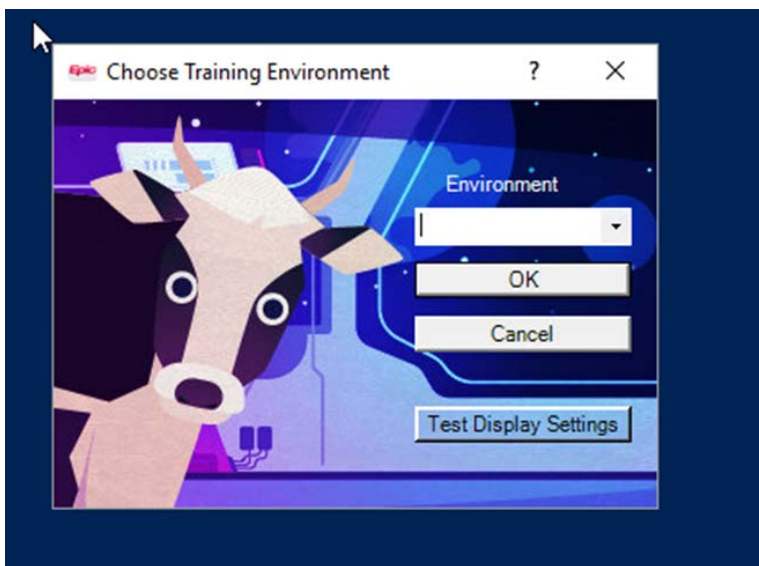 Epic Choose Training Environment ?
Environment
OK
Cancel
Test Display Settings